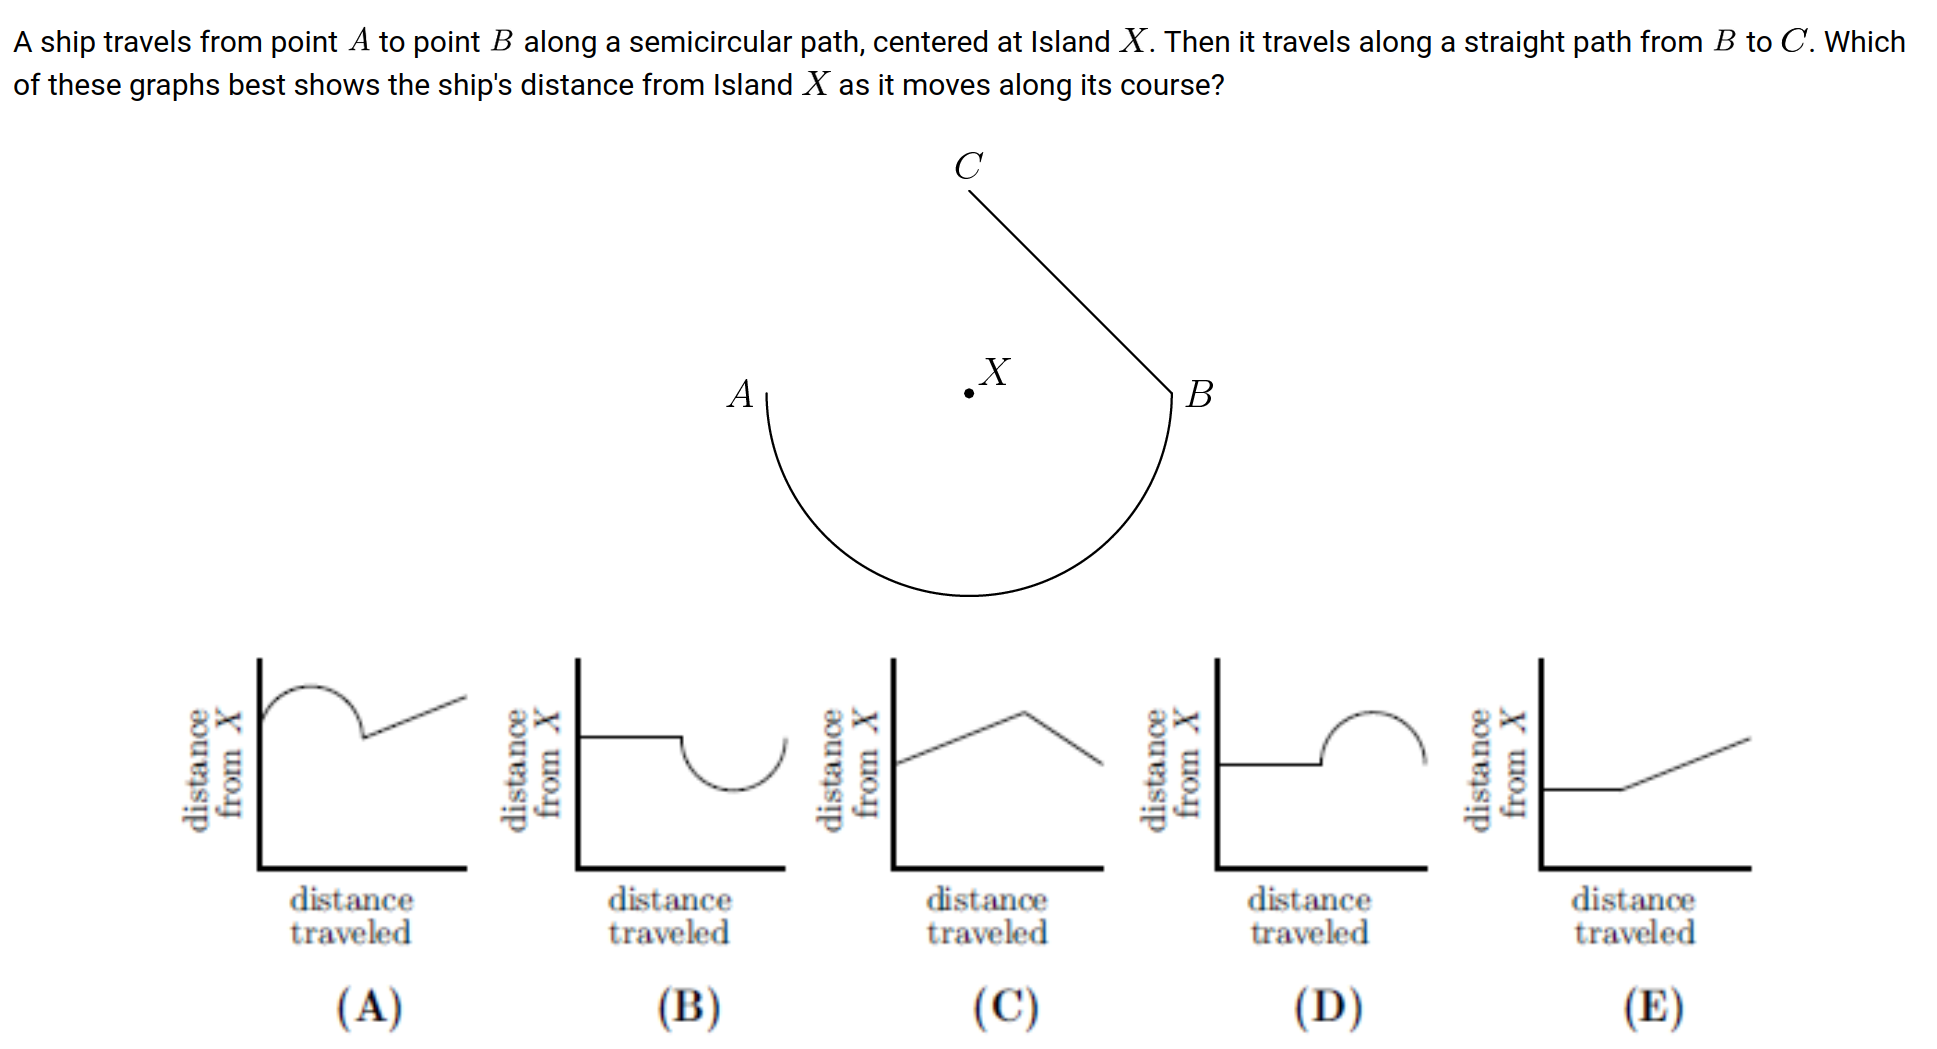 A ship travels from point A to point B along a semicircular path, centered at Island X. Then it travels along a straight path from B to C. Which
of these graphs best shows the ship's distance from Island X as it moves along its course?
C
X
A
B
distance
from X
distance
traveled
(A)
distance
from X
distance
traveled
(B)
distance
from X
distance
traveled
(C)
distance
from X
distance
traveled
(D)
distance
from X
distance
traveled
(E)